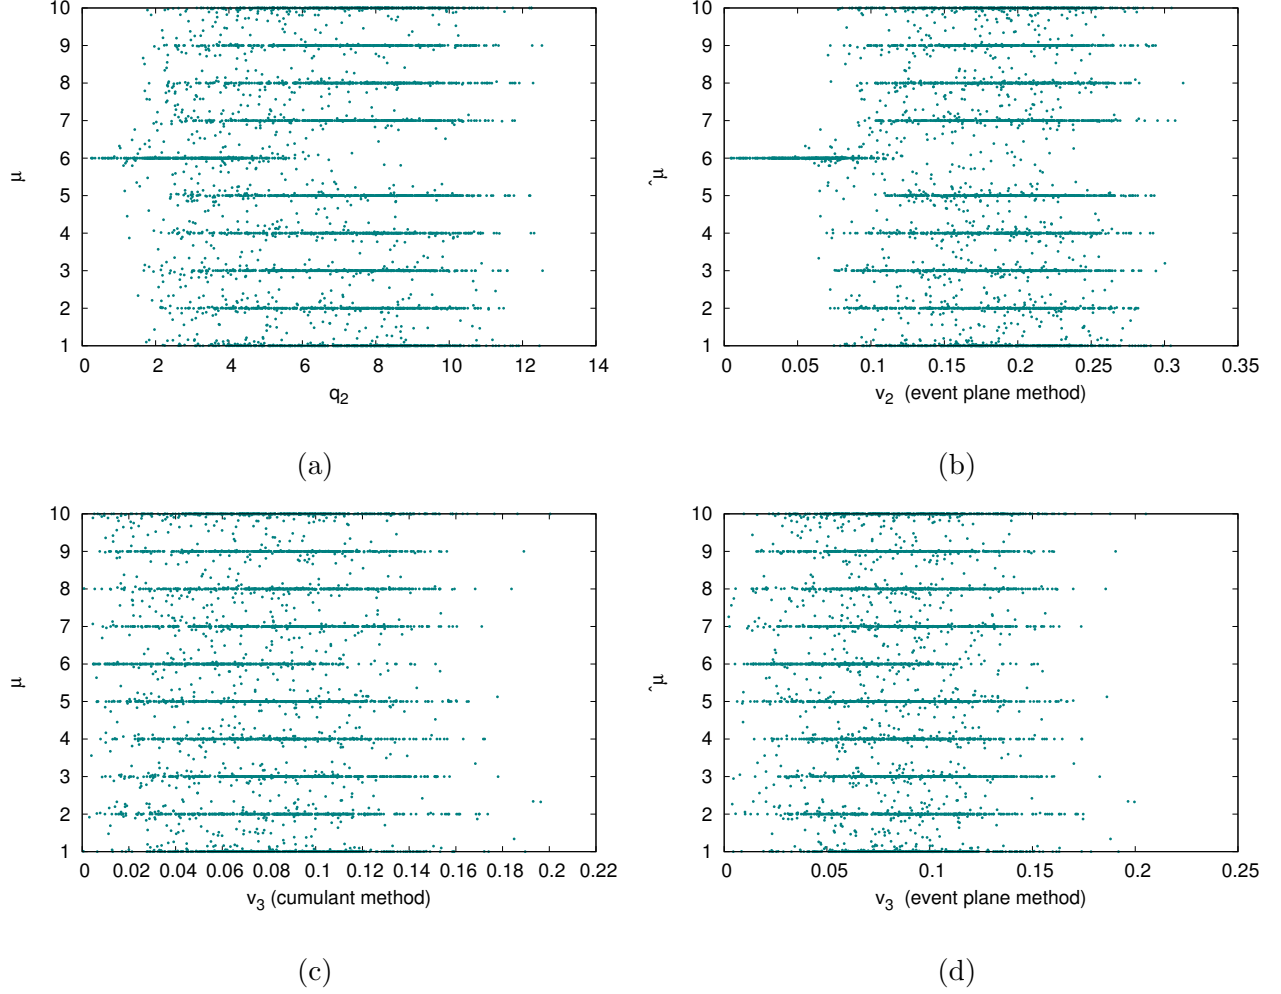 10
9
8
7
6
5
4
3
2
1
μ
0 2 4 6 8 10 12 14
q2
(a)
10
9
8
7
6
5
4
3
2
1
μ̂
0 0.05 0.1 0.15 0.2 0.25 0.3 0.35
v2 (event plane method)
(b)
10
9
8
7
6
5
4
3
2
1
μ
0 0.02 0.04 0.06 0.08 0.1 0.12 0.14 0.16 0.18 0.2 0.22
v3 (cumulant method)
(c)
10
9
8
7
6
5
4
3
2
1
μ̂
0 0.05 0.1 0.15 0.2 0.25
v3 (event plane method)
(d)